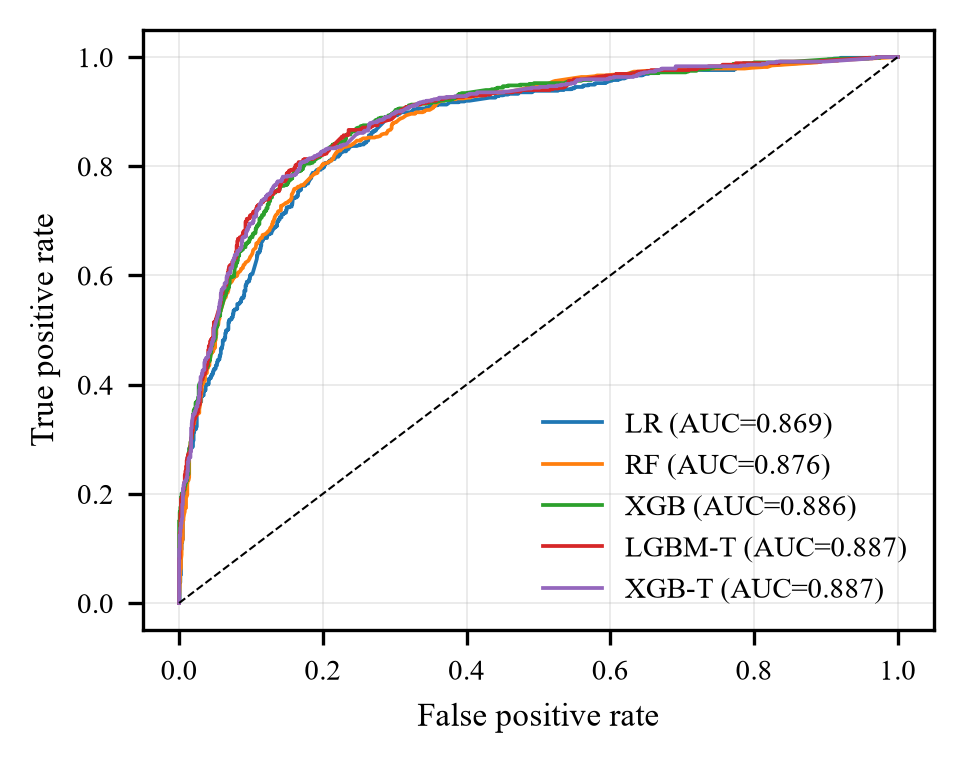 True positive rate
1.0
0.8
0.6
0.4
0.2
0.0
LR (AUC=0.869)
RF (AUC=0.876)
XGB (AUC=0.886)
LGBM-T (AUC=0.887)
XGB-T (AUC=0.887)
0.0 0.2 0.4 0.6 0.8 1.0
False positive rate